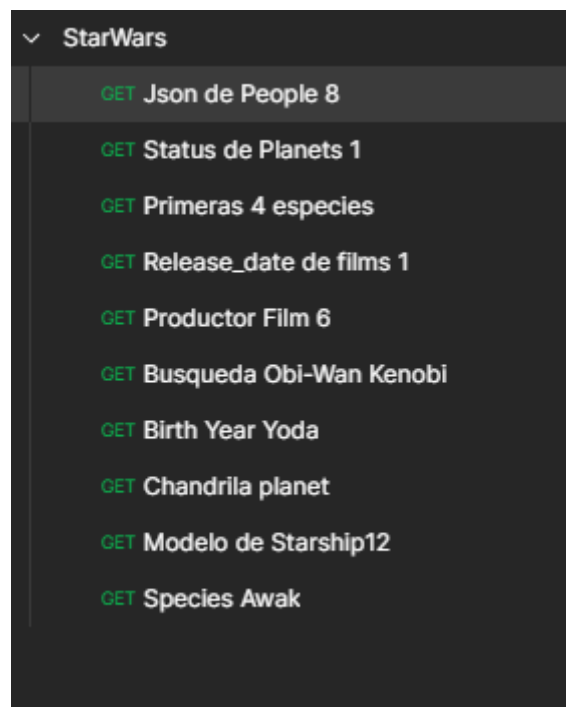 StarWars
GET Json de People 8
GET Status de Planets 1
GET Primeras 4 especies
GET Release_date de films 1
GET Productor Film 6
GET Busqueda Obi-Wan Kenobi
GET Birth Year Yoda
GET Chandrila planet
GET Modelo de Starship12
GET Species Awak